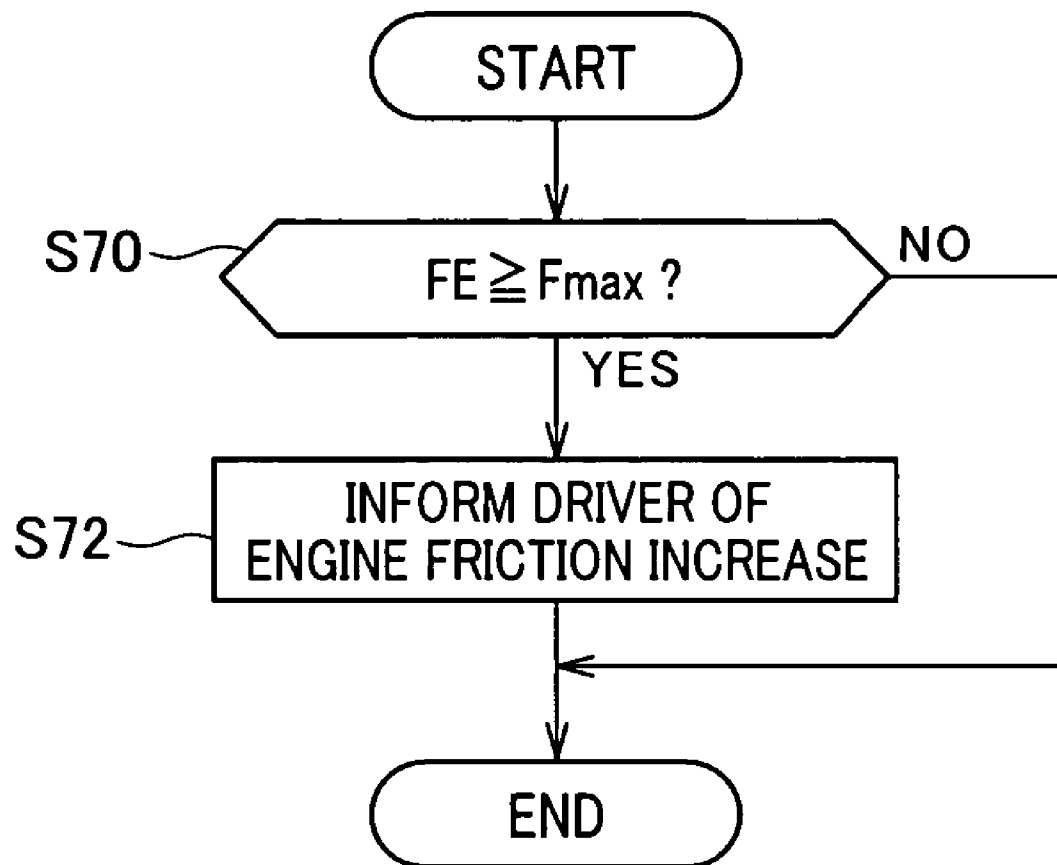 START
S70
FE ≧ Fmax ?
NO
YES
S72
INFORM DRIVER OF
ENGINE FRICTION INCREASE
END